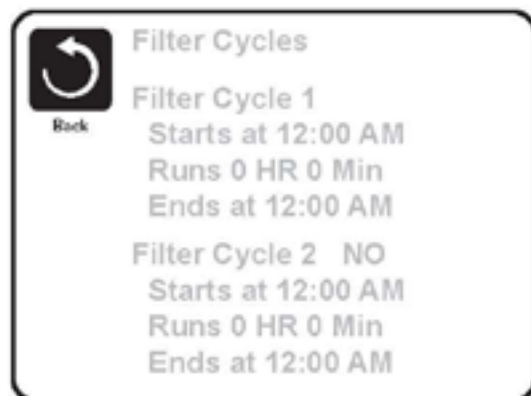 Filter Cycles
Back
Filter Cycle 1
Starts at 12:00 AM
Runs 0 HR 0 Min
Ends at 12:00 AM
Filter Cycle 2 NO
Starts at 12:00 AM
Runs 0 HR 0 Min
Ends at 12:00 AM